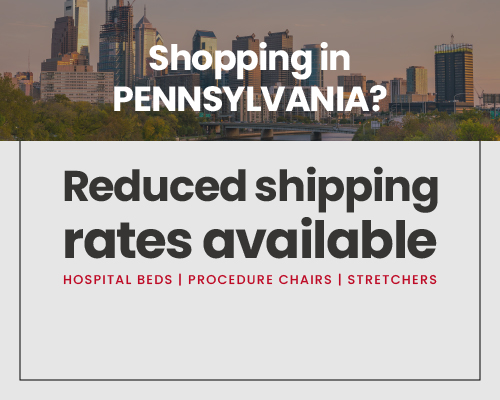 Shopping in
PENNSYLVANIA?
Reduced shipping
rates available
HOSPITAL BEDS | PROCEDURE CHAIRS | STRETCHERS